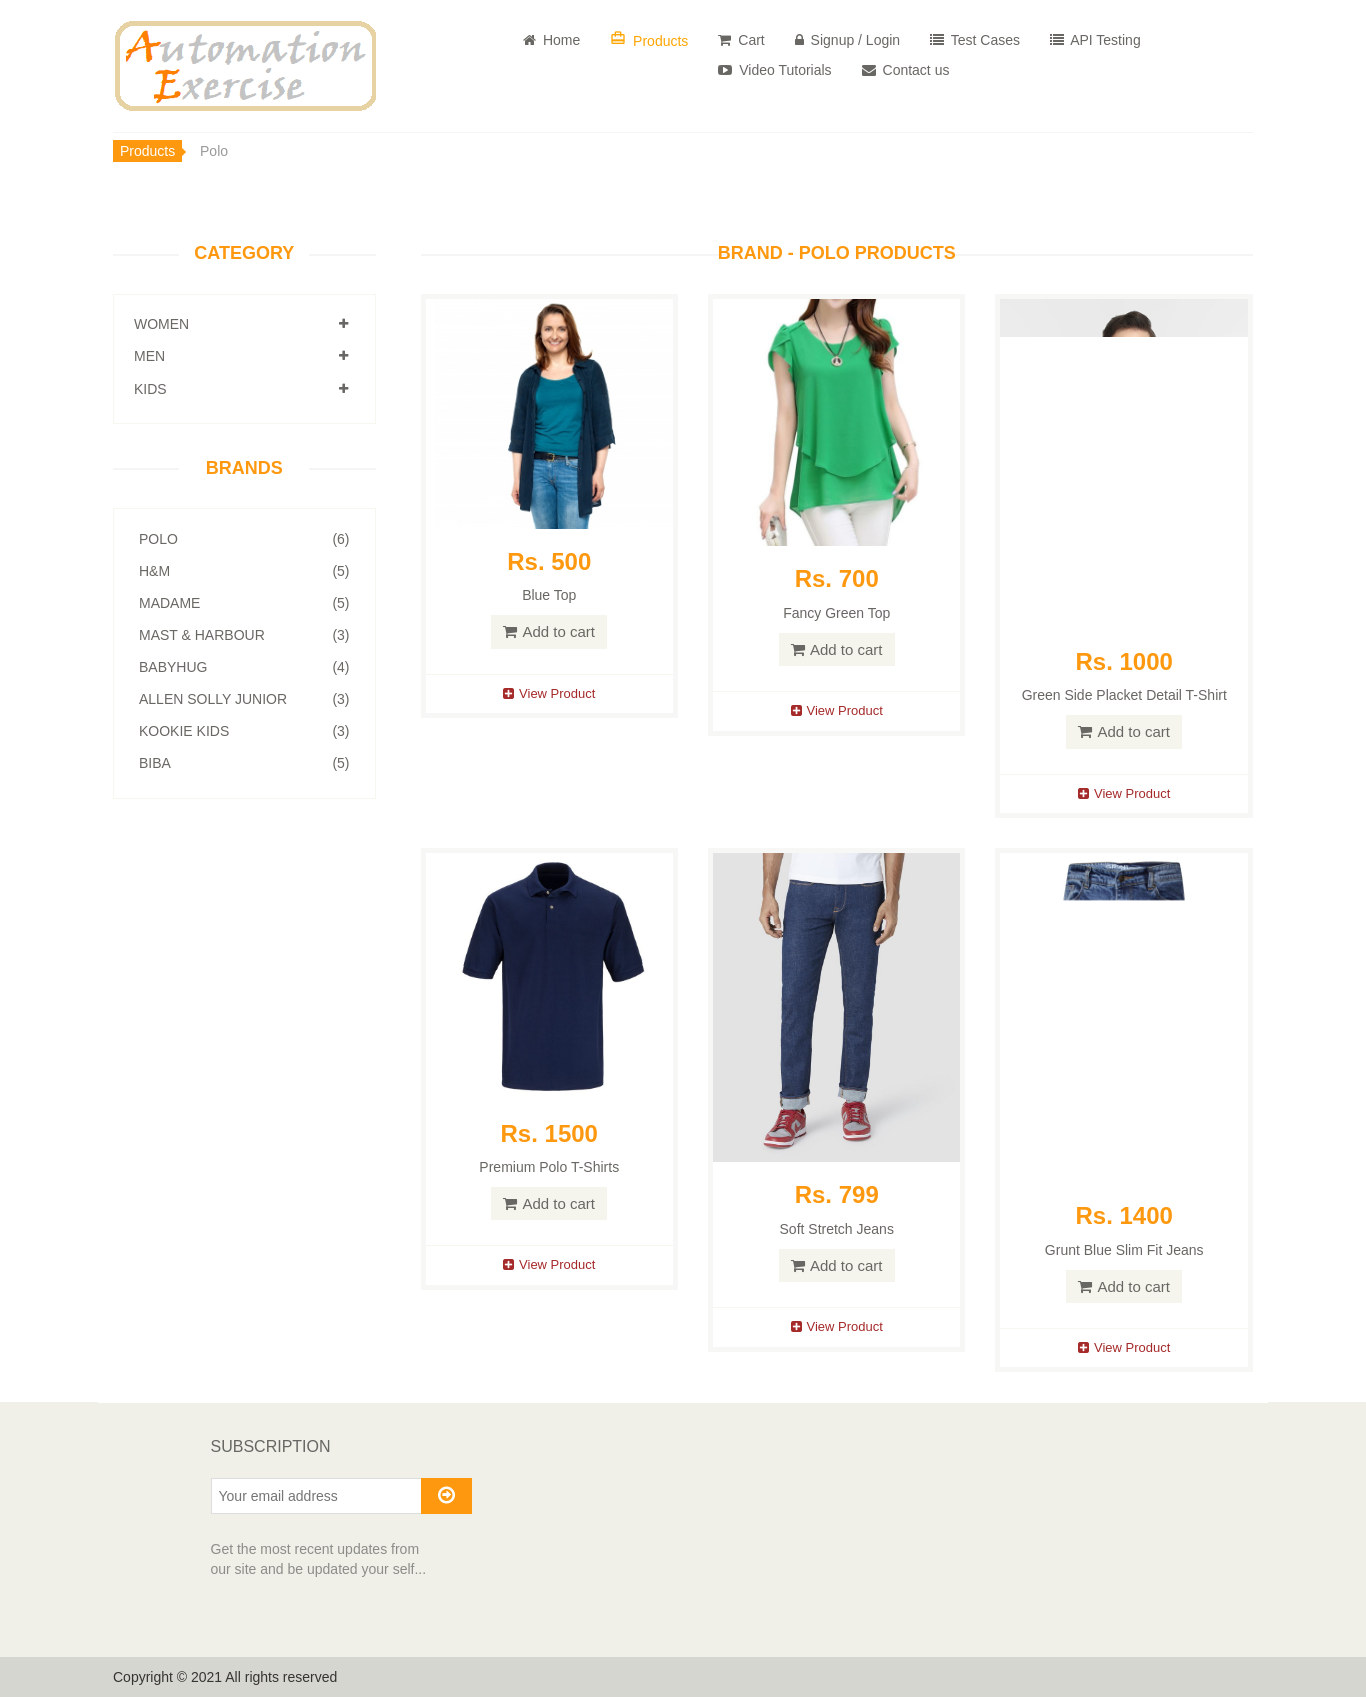 Automation
Exercise
Home
Products
Cart
Signup / Login
Test Cases
API Testing
Video Tutorials
Contact us
Products
Polo
CATEGORY
WOMEN
MEN
KIDS
BRANDS
POLO (6)
H&M (5)
MADAME (5)
MAST & HARBOUR (3)
BABYHUG (4)
ALLEN SOLLY JUNIOR (3)
KOOKIE KIDS (3)
BIBA (5)
BRAND - POLO PRODUCTS
Rs. 500
Blue Top
Add to cart
View Product
Rs. 700
Fancy Green Top
Add to cart
View Product
Rs. 1000
Green Side Placket Detail T-Shirt
Add to cart
View Product
Rs. 1500
Premium Polo T-Shirts
Add to cart
View Product
Rs. 799
Soft Stretch Jeans
Add to cart
View Product
Rs. 1400
Grunt Blue Slim Fit Jeans
Add to cart
View Product
SUBSCRIPTION
Your email address
Get the most recent updates from
our site and be updated your self...
Copyright © 2021 All rights reserved